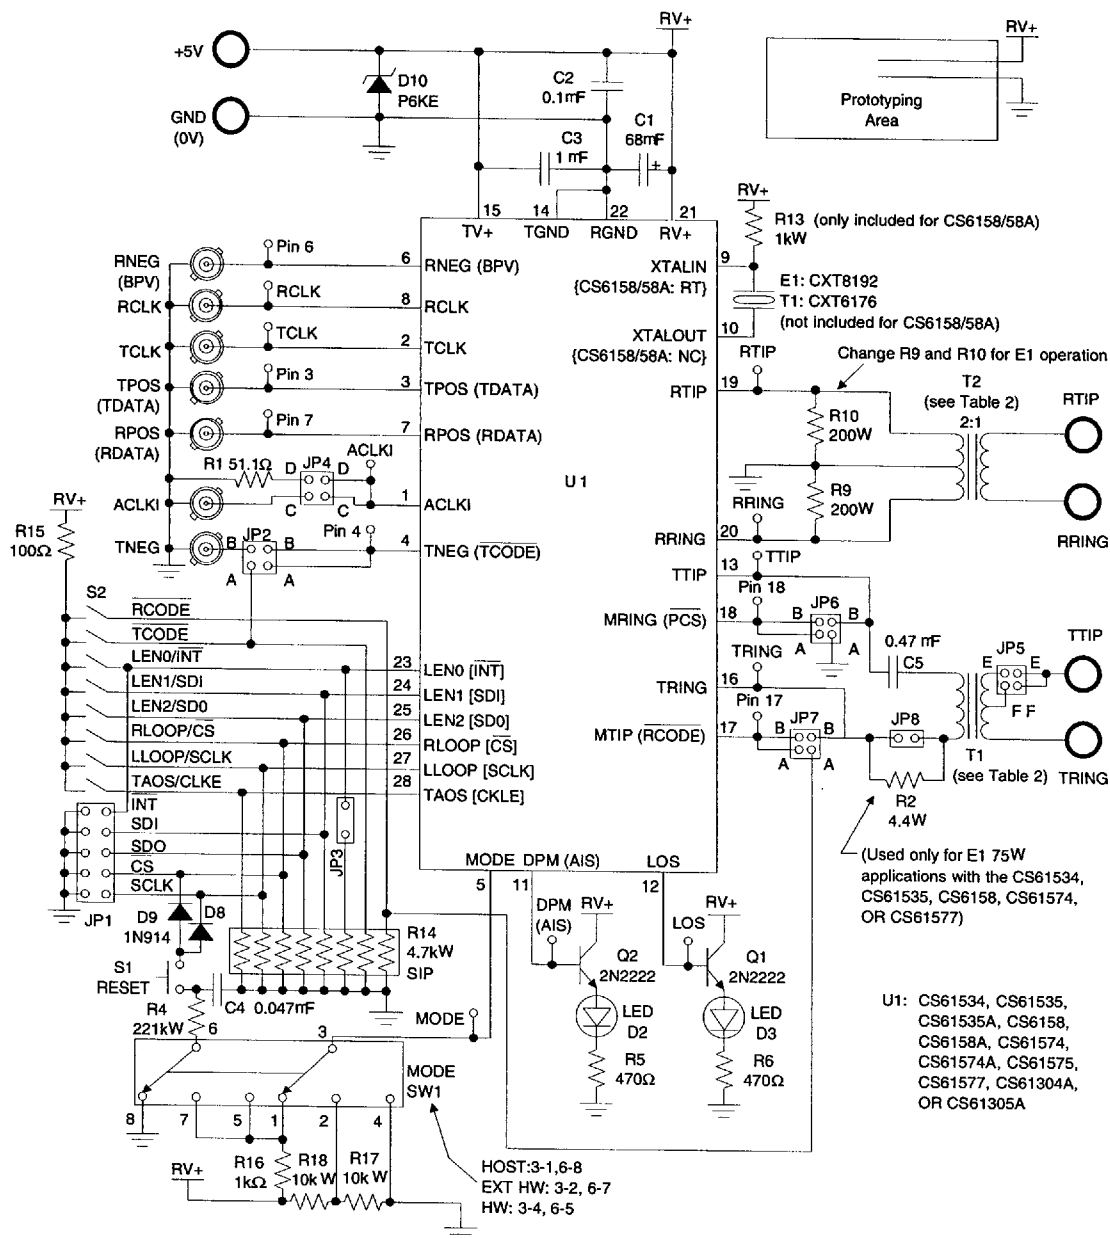 RV+
RV+
+5V
D10
P6KE
C2
0.1mF
GND
(0V)
Prototyping
Area
C3
1 mF
C1
68mF
+
15
14
22
21
TV+
TGND
RGND
RV+
RV+
R13 (only included for CS6158/58A)
1kW
RNEG
(BPV)
Pin 6
6
RNEG (BPV)
XTALIN
9
{CS6158/58A: RT}
E1: CXT8192
T1: CXT6176
(not included for CS6158/58A)
RCLK
RCLK
8
RCLK
XTALOUT
10
{CS6158/58A: NC}
TCLK
TCLK
2
TCLK
RTIP
Change R9 and R10 for E1 operation
TPOS
(TDATA)
Pin 3
3
TPOS (TDATA)
RTIP
19
T2
(see Table 2)
2:1
RTIP
R10
200W
RPOS
(RDATA)
Pin 7
7
RPOS (RDATA)
R1 51.1Ω
D
JP4
D
C
C
ACLKI
U1
ACLKI
1
ACLKI
RRING
R9
200W
RV+
R15
100Ω
TNEG
B
JP2
B
A
A
Pin 4
4
TNEG (TCODE)
RRING
20
RRING
TTIP
13
TTIP
Pin 18
MRING (PCS)
18
B
JP6
B
A
A
0.47 mF
C5
E
JP5
E
F F
TTIP
S2
RCODE
TCODE
LEN0/INT
23
LEN0 [INT]
LEN1/SDI
24
LEN1 [SDI]
TRING
TRING
16
LEN2/SD0
25
LEN2 [SD0]
Pin 17
RLOOP/CS
26
RLOOP [CS]
MTIP (RCODE)
17
B
JP7
B
A
A
JP8
T1
(see Table 2)
TRING
LLOOP/SCLK
27
LLOOP [SCLK]
TAOS/CLKE
28
TAOS [CKLE]
R2
4.4W
INT
SDI
SDO
CS
SCLK
JP1
JP3
MODE
DPM (AIS)
LOS
5
11
12
(Used only for E1 75W
applications with the CS61534,
CS61535, CS6158, CS61574,
OR CS61577)
D9
1N914
D8
R14
4.7kW
SIP
DPM
(AIS)
RV+
Q2
2N2222
LOS
RV+
Q1
2N2222
S1
RESET
C4
0.047mF
R4
221kW
LED
D2
LED
D3
MODE
6
3
R5
470Ω
R6
470Ω
MODE
SW1
8
7
5
1
2
4
U1: CS61534, CS61535,
CS61535A, CS6158,
CS6158A, CS61574,
CS61574A, CS61575,
CS61577, CS61304A,
OR CS61305A
RV+
R16
1kΩ
R18
10kW
R17
10kW
HOST:3-1,6-8
EXT HW: 3-2, 6-7
HW: 3-4, 6-5